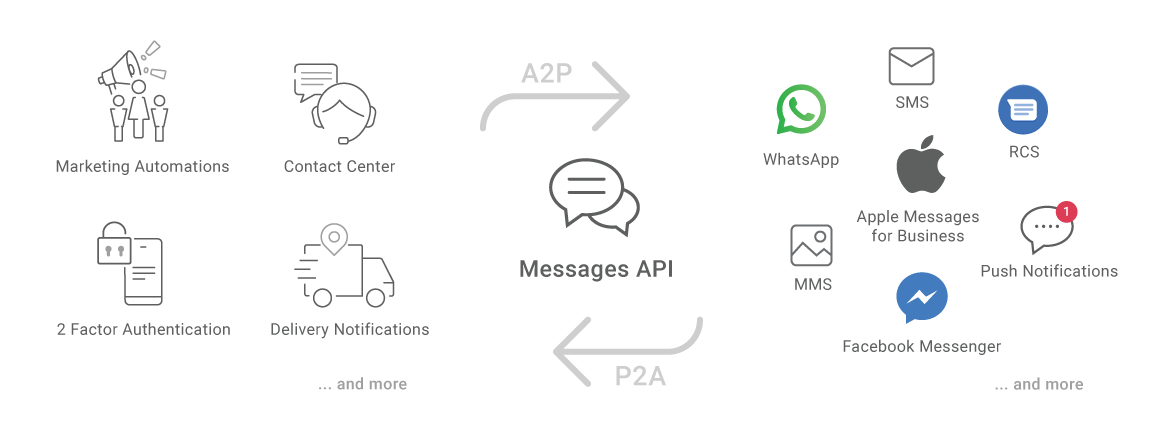 Marketing Automations
Contact Center
2 Factor Authentication
Delivery Notifications
... and more
A2P
Messages API
P2A
SMS
WhatsApp
RCS
Apple Messages
for Business
MMS
1
Push Notifications
Facebook Messenger
... and more